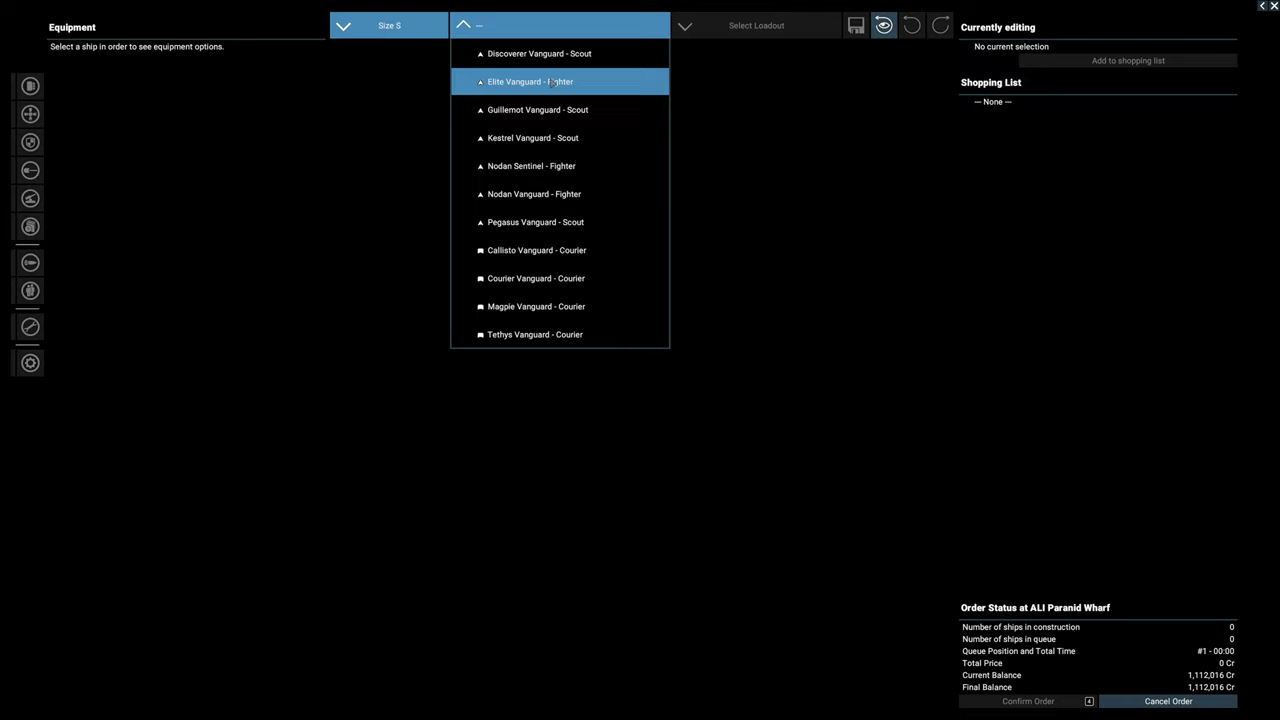 Equipment
Select a ship in order to see equipment options.
Size S
--
Discoverer Vanguard - Scout
Elite Vanguard - Fighter
Guillemot Vanguard - Scout
Kestrel Vanguard - Scout
Nodan Sentinel - Fighter
Nodan Vanguard - Fighter
Pegasus Vanguard - Scout
Callisto Vanguard - Courier
Courier Vanguard - Courier
Magpie Vanguard - Courier
Tethys Vanguard - Courier
Select Loadout
Currently editing
No current selection
Add to shopping list
Shopping List
— None —
Order Status at ALI Paranid Wharf
Number of ships in construction 0
Number of ships in queue 0
Queue Position and Total Time #1 - 00:00
Total Price 0 Cr
Current Balance 1,112,016 Cr
Final Balance 1,112,016 Cr
Confirm Order 4 Cancel Order